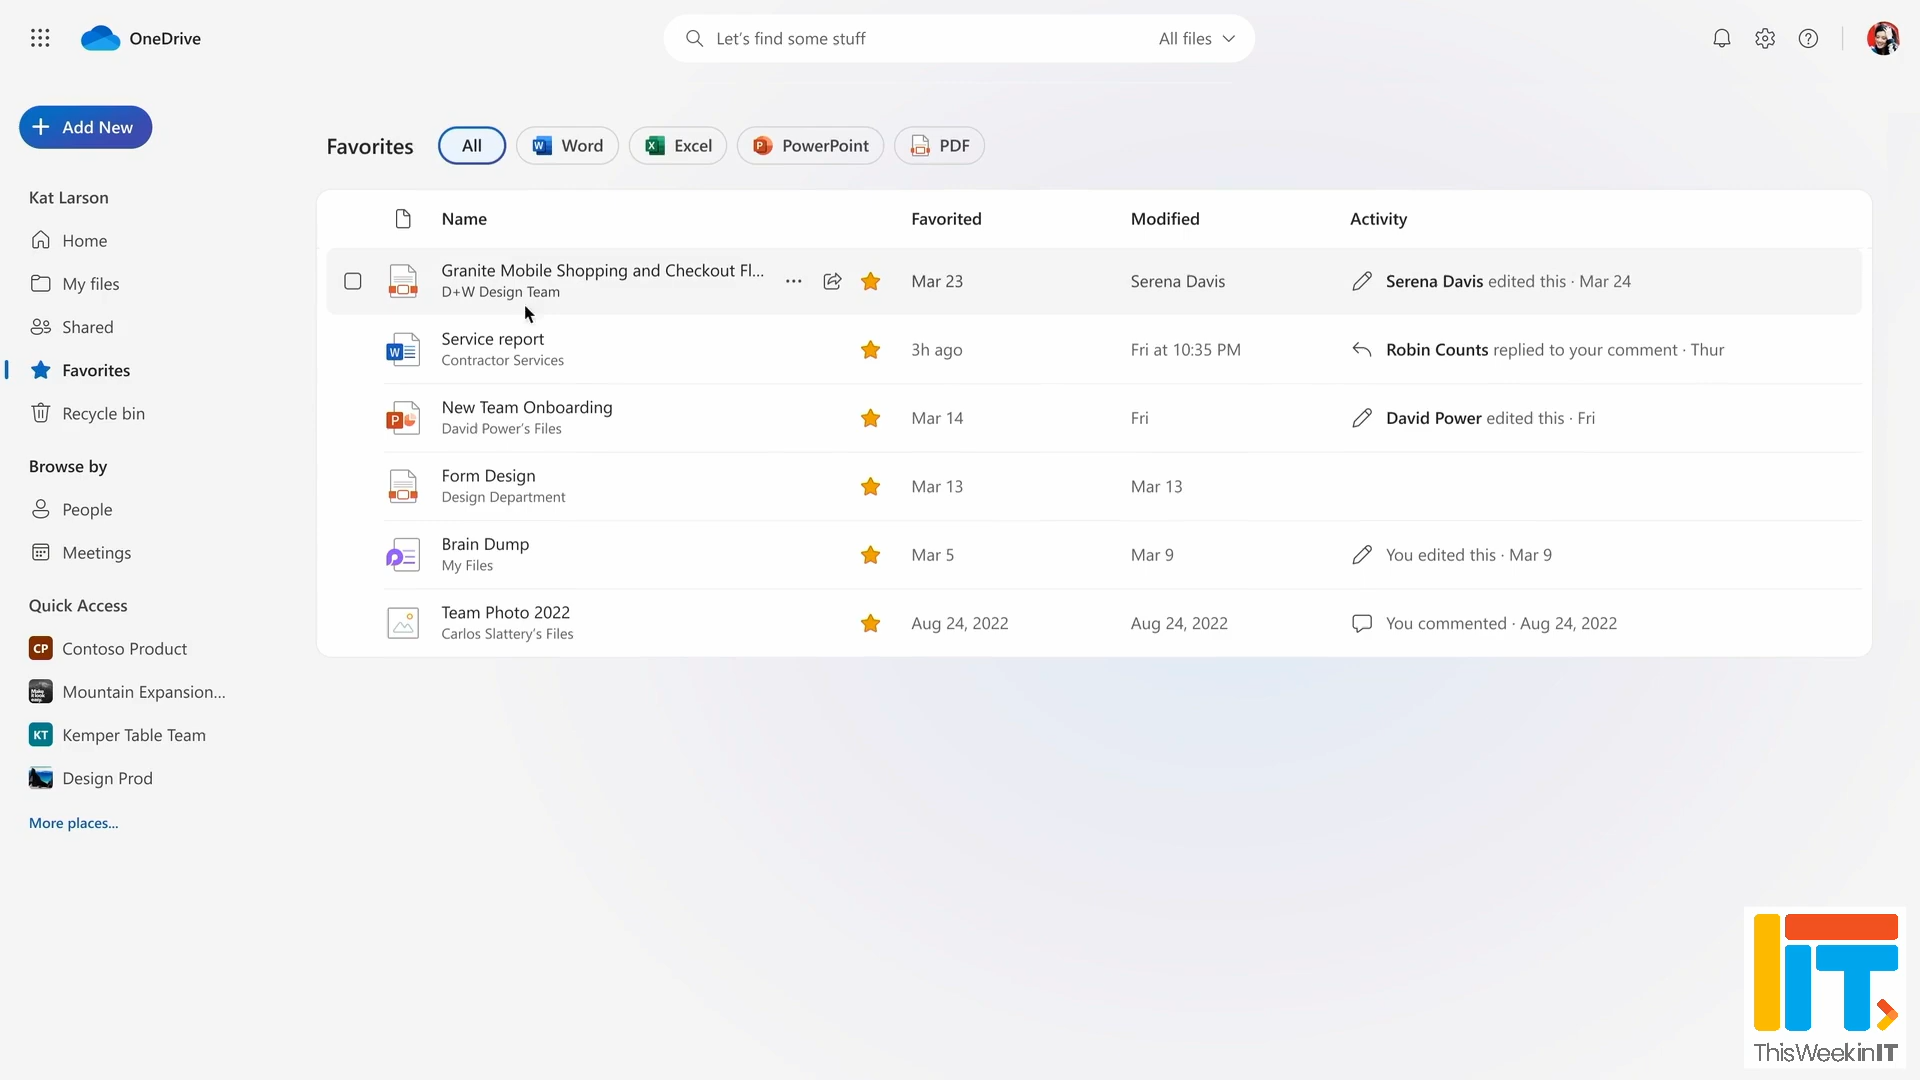 OneDrive
Let's find some stuff
All files
Add New
Favorites
All
Word
Excel
PowerPoint
PDF
Kat Larson
Home
My files
Shared
Favorites
Recycle bin
Browse by
People
Meetings
Quick Access
CP Contoso Product
Mountain Expansion...
KT Kemper Table Team
Design Prod
More places...
Name Favorited Modified Activity
Granite Mobile Shopping and Checkout Fl...
D+W Design Team
Mar 23 Serena Davis Serena Davis edited this · Mar 24
Service report
Contractor Services
3h ago Fri at 10:35 PM Robin Counts replied to your comment · Thur
New Team Onboarding
David Power's Files
Mar 14 Fri David Power edited this · Fri
Form Design
Design Department
Mar 13 Mar 13
Brain Dump
My Files
Mar 5 Mar 9 You edited this · Mar 9
Team Photo 2022
Carlos Slattery's Files
Aug 24, 2022 Aug 24, 2022 You commented · Aug 24, 2022
IT
ThisWeekinIT